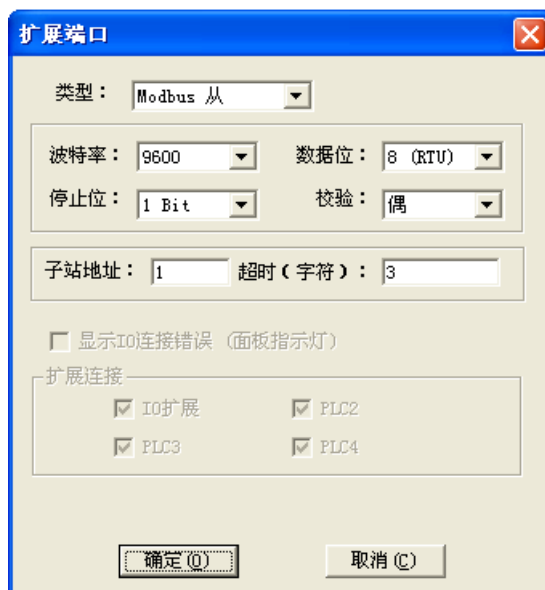 扩展端口
类型： Modbus 从
波特率： 9600 数据位： 8 (RTU)
停止位： 1 Bit 校验： 偶
子站地址： 1 超时(字符)： 3
显示IO连接错误 (面板指示灯)
扩展连接
IO扩展 PLC2
PLC3 PLC4
确定(O) 取消(C)